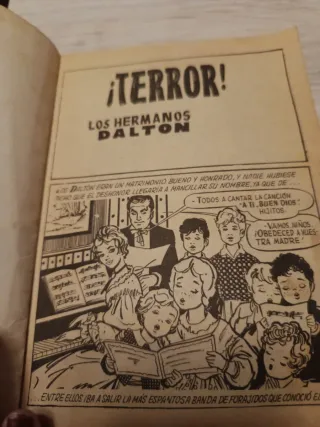 ¡TERROR!
LOS HERMANOS
DALTON
LOS DALTON ERAN UN MATRIMONIO BUENO Y HONRADO, Y NADIE HUBIESE
DICHO QUE EL DESHONOR LLEGARÍA A MANCILLAR SU NOMBRE, YA QUE DE...
-TODOS A CANTAR LA CANCIÓN
"A TI, BUEN DIOS",
HIJITOS.
-VAMOS, NIÑOS.
¡OBEDECED A VUES-
TRA MADRE!
...ENTRE ELLOS IBA A SALIR LA MÁS ESPANTOSA BANDA DE FORAJIDOS QUE CONOCIÓ EL